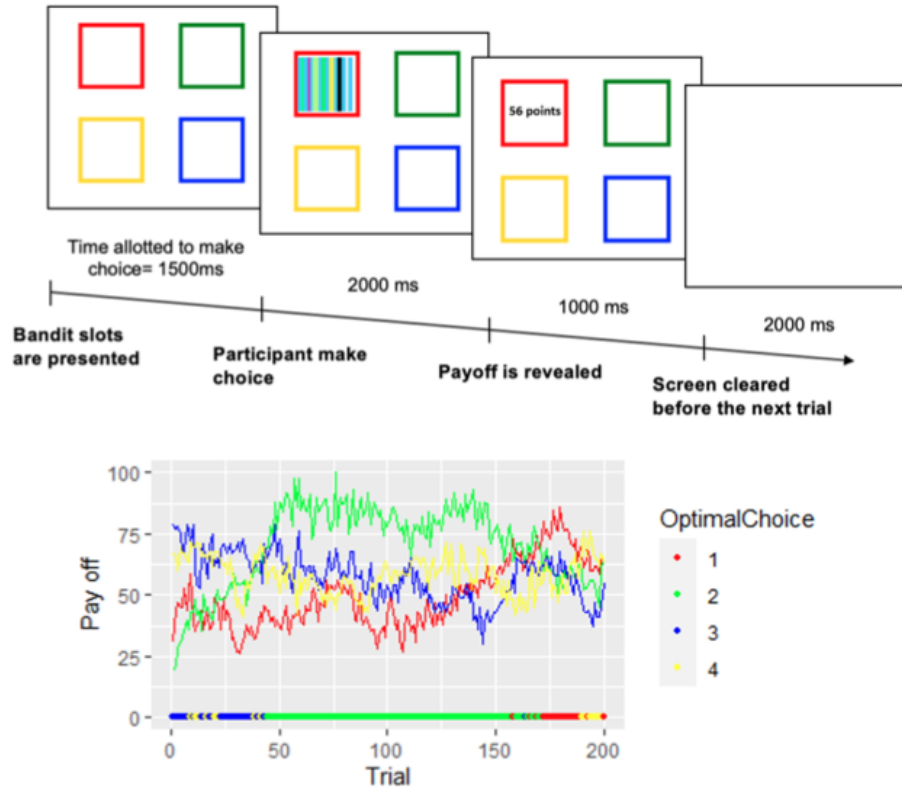 56 points
Time allotted to make
choice= 1500ms
2000 ms
1000 ms
2000 ms
Bandit slots
are presented
Participant make
choice
Payoff is revealed
Screen cleared
before the next trial
100
75
50
25
0
Pay off
0
50
100
150
200
Trial
OptimalChoice
1
2
3
4